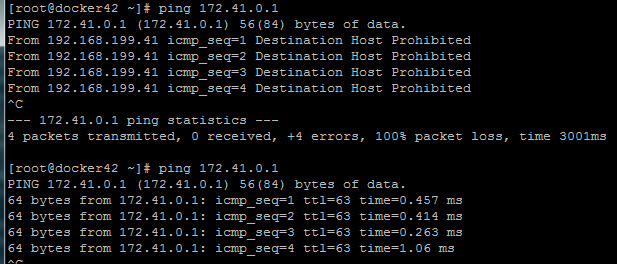 [root@docker42 ~]# ping 172.41.0.1
PING 172.41.0.1 (172.41.0.1) 56(84) bytes of data.
From 192.168.199.41 icmp_seq=1 Destination Host Prohibited
From 192.168.199.41 icmp_seq=2 Destination Host Prohibited
From 192.168.199.41 icmp_seq=3 Destination Host Prohibited
From 192.168.199.41 icmp_seq=4 Destination Host Prohibited
^C
--- 172.41.0.1 ping statistics ---
4 packets transmitted, 0 received, +4 errors, 100% packet loss, time 3001ms
[root@docker42 ~]# ping 172.41.0.1
PING 172.41.0.1 (172.41.0.1) 56(84) bytes of data.
64 bytes from 172.41.0.1: icmp_seq=1 ttl=63 time=0.457 ms
64 bytes from 172.41.0.1: icmp_seq=2 ttl=63 time=0.414 ms
64 bytes from 172.41.0.1: icmp_seq=3 ttl=63 time=0.263 ms
64 bytes from 172.41.0.1: icmp_seq=4 ttl=63 time=1.06 ms
^C